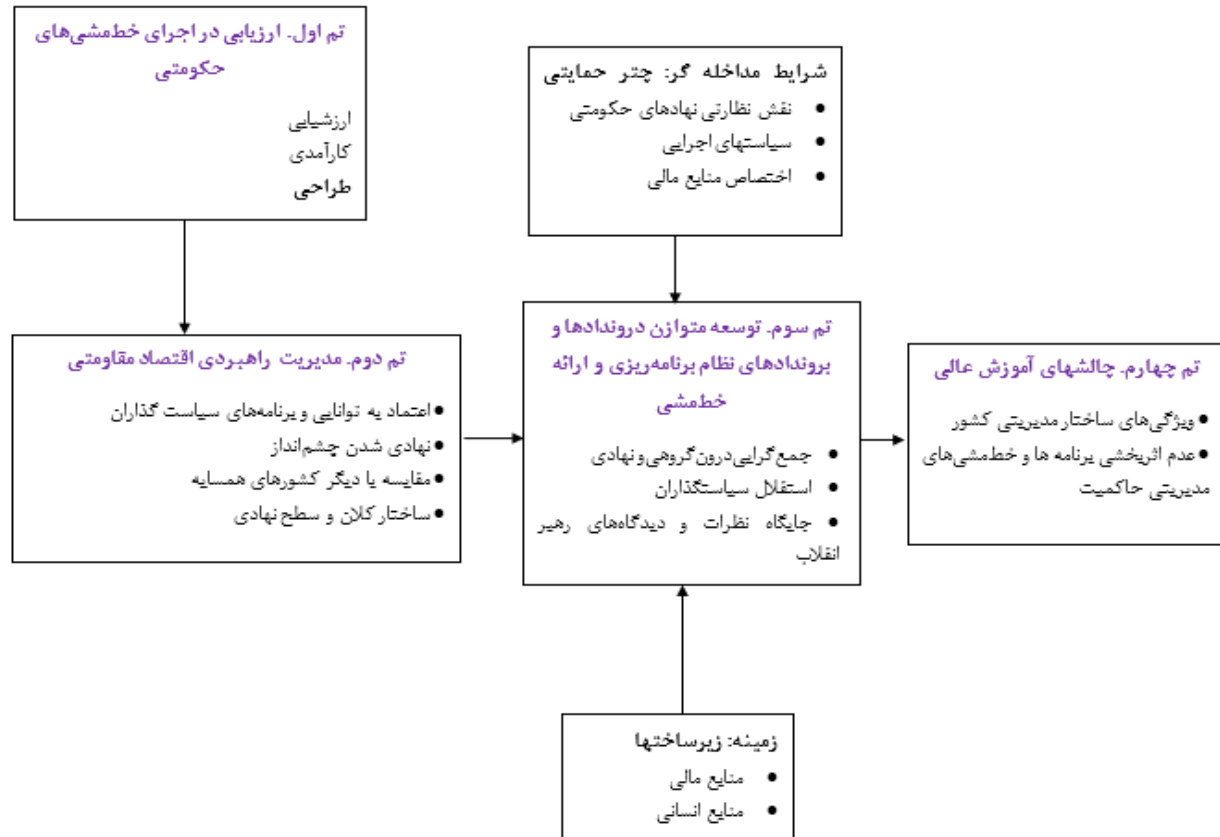 تم اول. ارزیابی در اجرای خط‌مشی‌های
حکومتی
ارزشیابی
کارآمدی
طراحی
شرایط مداخله گر: چتر حمایتی
● نقش نظارتی نهادهای حکومتی
● سیاستهای اجرایی
● اختصاص منابع مالی
تم دوم. مدیریت راهبردی اقتصاد مقاومتی
● اعتماد به توانایی و برنامه‌های سیاست گذاران
● نهادی شدن چشم‌انداز
● مقایسه با دیگر کشورهای همسایه
● ساختار کلان و سطح نهادی
تم سوم. توسعه متوازن دروندادها و
بروندادهای نظام برنامه‌ریزی و ارائه
خط‌مشی
● جمع‌گرایی درون گروهی و نهادی
● استقلال سیاستگذاران
● جایگاه نظرات و دیدگاه‌های رهبر
انقلاب
تم چهارم. چالشهای آموزش عالی
● ویژگی‌های ساختار مدیریتی کشور
● عدم اثربخشی برنامه ها و خط‌مشی‌های
مدیریتی حاکمیت
زمینه: زیرساختها
● منابع مالی
● منابع انسانی